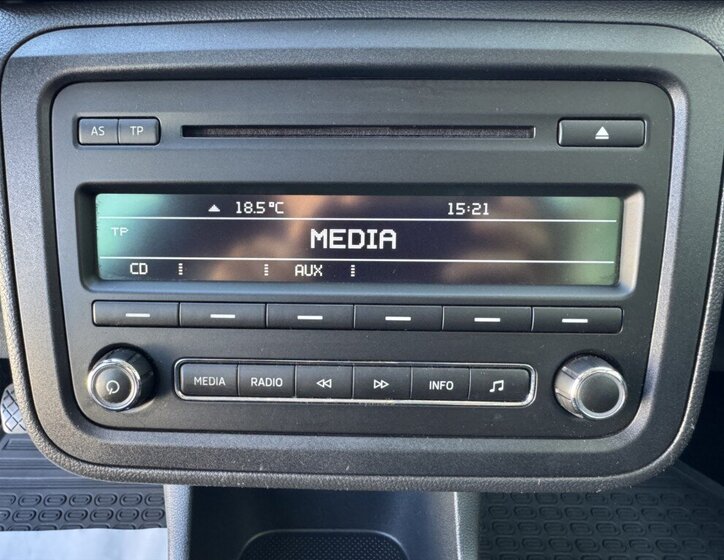 AS TP
18.5°C 15:21
TP
MEDIA
CD AUX
MEDIA RADIO INFO